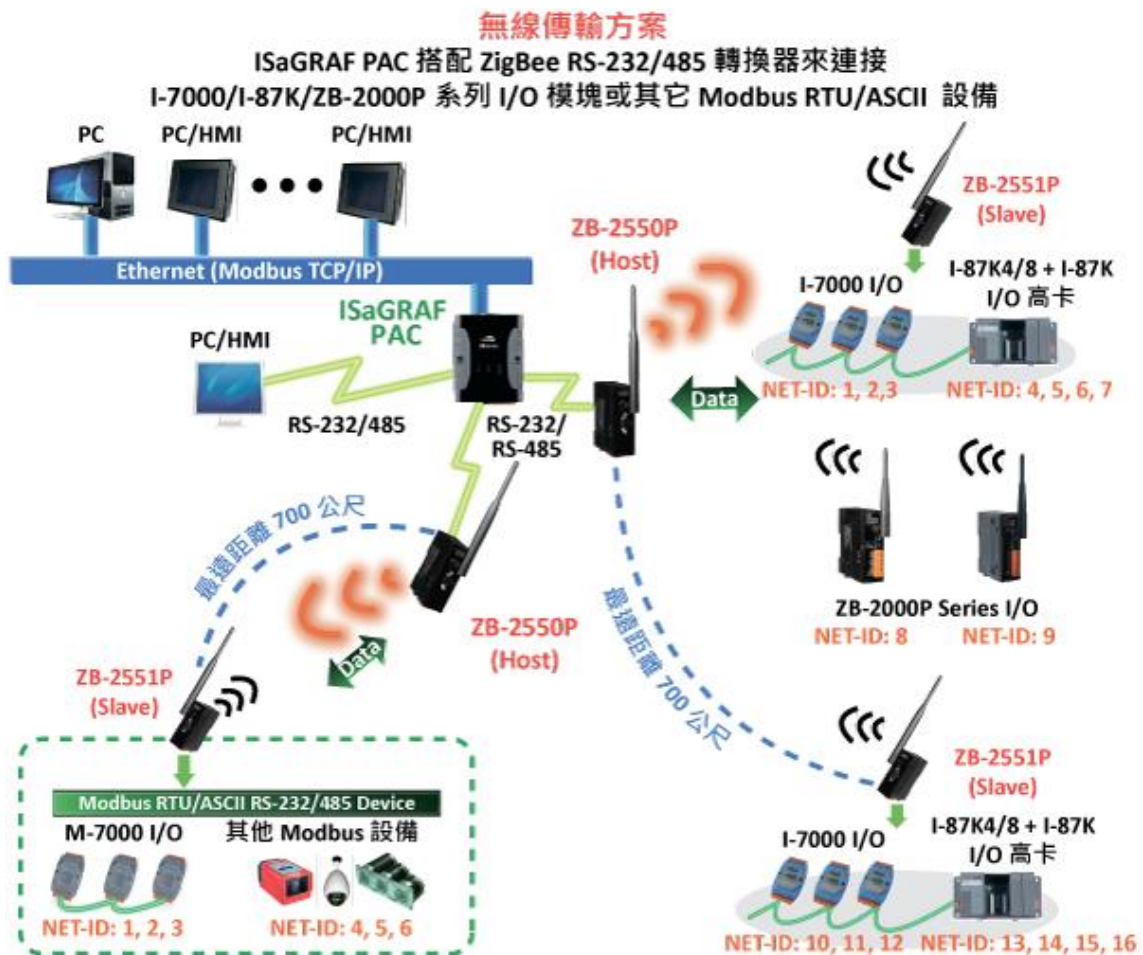 無線傳輸方案
ISaGRAF PAC 搭配 ZigBee RS-232/485 轉換器來連接
I-7000/I-87K/ZB-2000P 系列 I/O 模塊或其它 Modbus RTU/ASCII 設備
PC
PC/HMI
PC/HMI
Ethernet (Modbus TCP/IP)
ISaGRAF
PAC
PC/HMI
RS-232/485
RS-232/
RS-485
ZB-2550P
(Host)
Data
ZB-2551P
(Slave)
I-7000 I/O
I-87K4/8 + I-87K
I/O 高卡
NET-ID: 1, 2,3
NET-ID: 4, 5, 6, 7
ZB-2000P Series I/O
NET-ID: 8
NET-ID: 9
最遠距離 700 公尺
最遠距離 700 公尺
ZB-2550P
(Host)
Data
ZB-2551P
(Slave)
Modbus RTU/ASCII RS-232/485 Device
M-7000 I/O
其他 Modbus 設備
NET-ID: 1, 2, 3
NET-ID: 4, 5, 6
ZB-2551P
(Slave)
I-7000 I/O
I-87K4/8 + I-87K
I/O 高卡
NET-ID: 10, 11, 12
NET-ID: 13, 14, 15, 16